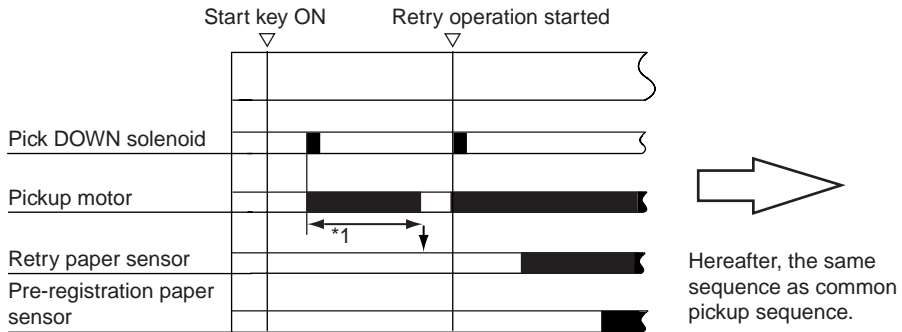 Start key ON
Retry operation started
Pick DOWN solenoid
Pickup motor
*1
Retry paper sensor
Pre-registration paper
sensor
Hereafter, the same
sequence as common
pickup sequence.